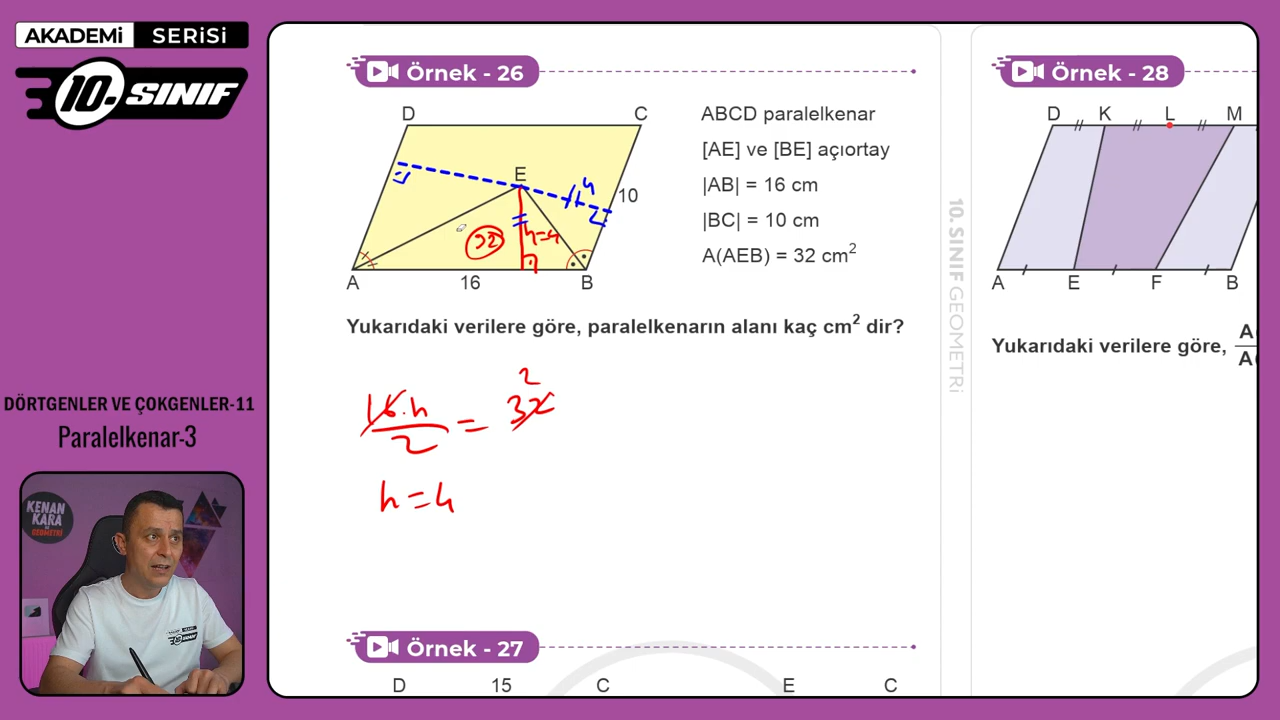 AKADEMİ SERİSİ
10. SINIF
DÖRTGENLER VE ÇOKGENLER-11
Paralelkenar-3
KENAN
KARA
GEOMETRİ
Örnek - 26
D C
E
10
4
32
h=4
A 16 B
ABCD paralelkenar
[AE] ve [BE] açıortay
|AB| = 16 cm
|BC| = 10 cm
A(AEB) = 32 cm²
Yukarıdaki verilere göre, paralelkenarın alanı kaç cm² dir?
16.h/2 = 32
2
h=4
Örnek - 27
D 15 C
E C
10. SINIF GEOMETRİ
Örnek - 28
D K L M
A E F B
Yukarıdaki verilere göre,